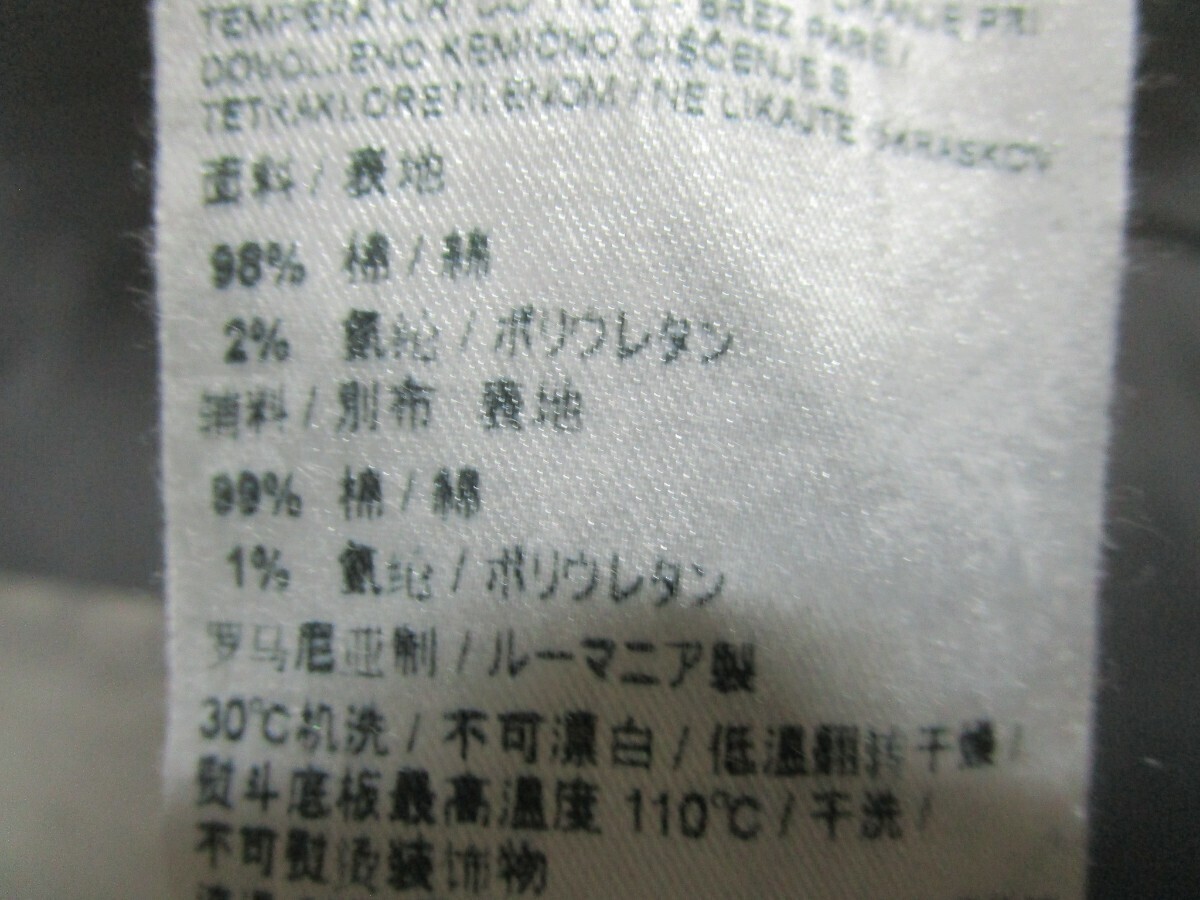 BREZ PARE/
DOVOLJENO KEMIČNO ČIŠČENJE S
TETRAKLORETILENOM / NE LIKAJTE OKRASKOV
面料 / 表地
98% 棉 / 綿
2% 氨纶 / ポリウレタン
辅料 / 別布 表地
99% 棉 / 綿
1% 氨纶 / ポリウレタン
罗马尼亚制 / ルーマニア製
30℃机洗 / 不可漂白 / 低温翻转干燥 /
熨斗底板最高温度 110℃ / 干洗 /
不可熨烫装饰物